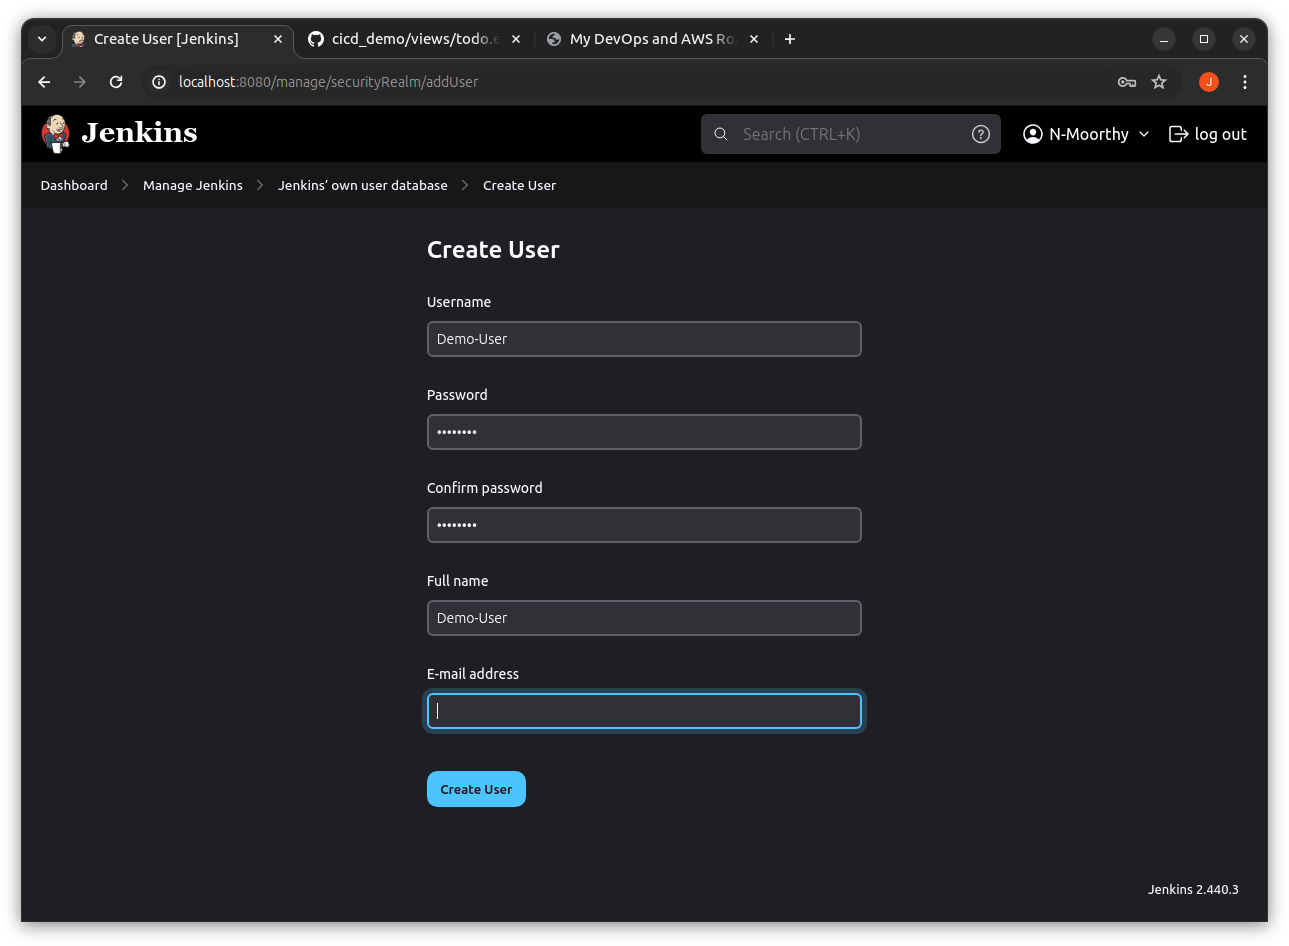 Create User [Jenkins]
cicd_demo/views/todo.e
My DevOps and AWS Ro
localhost:8080/manage/securityRealm/addUser
J
Jenkins
Search (CTRL+K)
?
N-Moorthy
log out
Dashboard
Manage Jenkins
Jenkins’ own user database
Create User
Create User
Username
Demo-User
Password
••••••••
Confirm password
••••••••
Full name
Demo-User
E-mail address
Create User
Jenkins 2.440.3